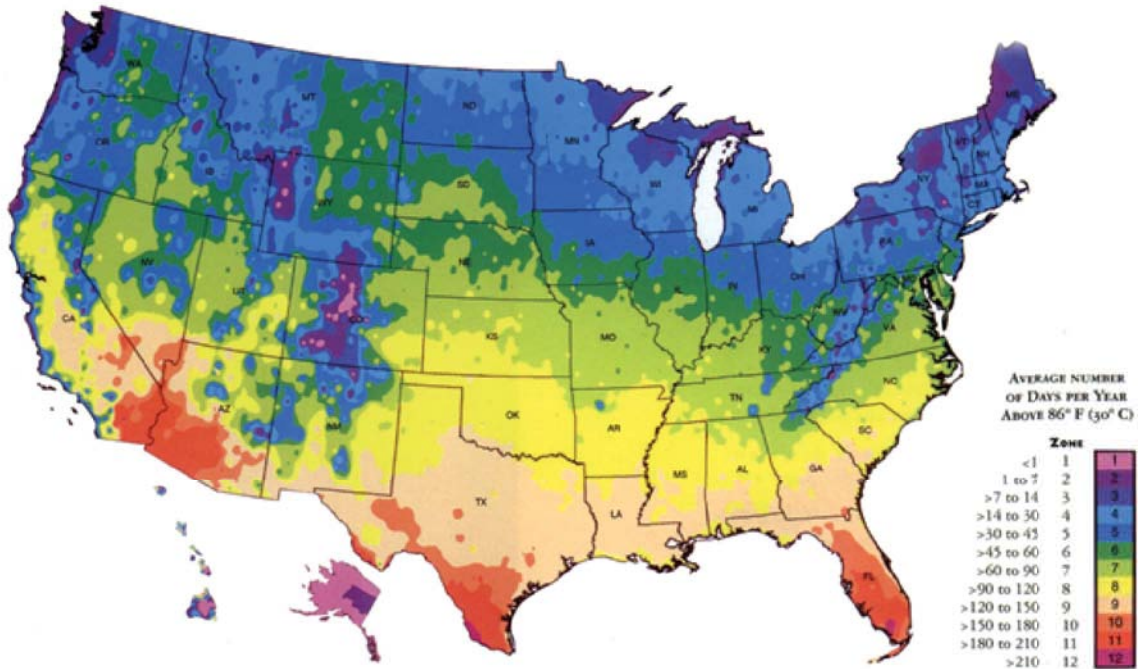 WA
MT
ND
MN
ME
OR
ID
WY
SD
WI
MI
NY
VT
NH
MA
CT
NV
UT
CO
NE
IA
IL
IN
OH
PA
CA
KS
MO
KY
WV
VA
AZ
NM
OK
AR
TN
NC
SC
TX
LA
MS
AL
GA
FL
AVERAGE NUMBER
OF DAYS PER YEAR
ABOVE 86° F (30° C)
ZONE
<1 1 1
1 to 7 2 2
>7 to 14 3 3
>14 to 30 4 4
>30 to 45 5 5
>45 to 60 6 6
>60 to 90 7 7
>90 to 120 8 8
>120 to 150 9 9
>150 to 180 10 10
>180 to 210 11 11
>210 12 12